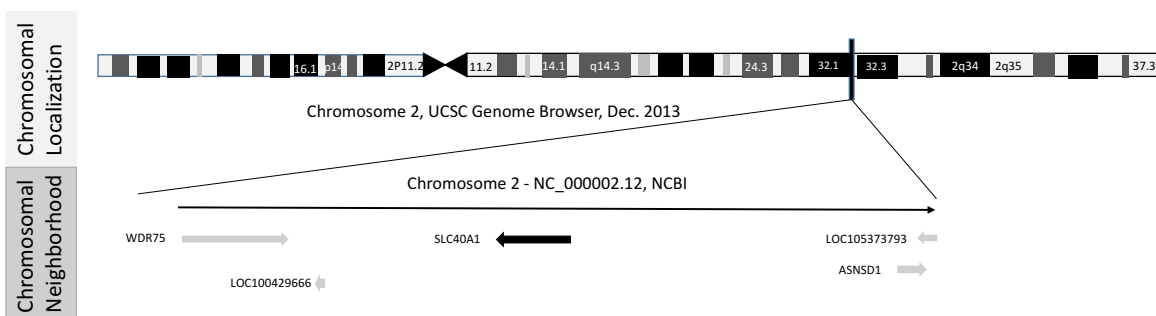 Chromosomal
Localization
16.1 p14 2P11.2 11.2 14.1 q14.3 24.3 32.1 32.3 2q34 2q35 37.3
Chromosome 2, UCSC Genome Browser, Dec. 2013
Chromosomal
Neighborhood
Chromosome 2 - NC_000002.12, NCBI
WDR75 SLC40A1 LOC105373793
ASNSD1
LOC100429666